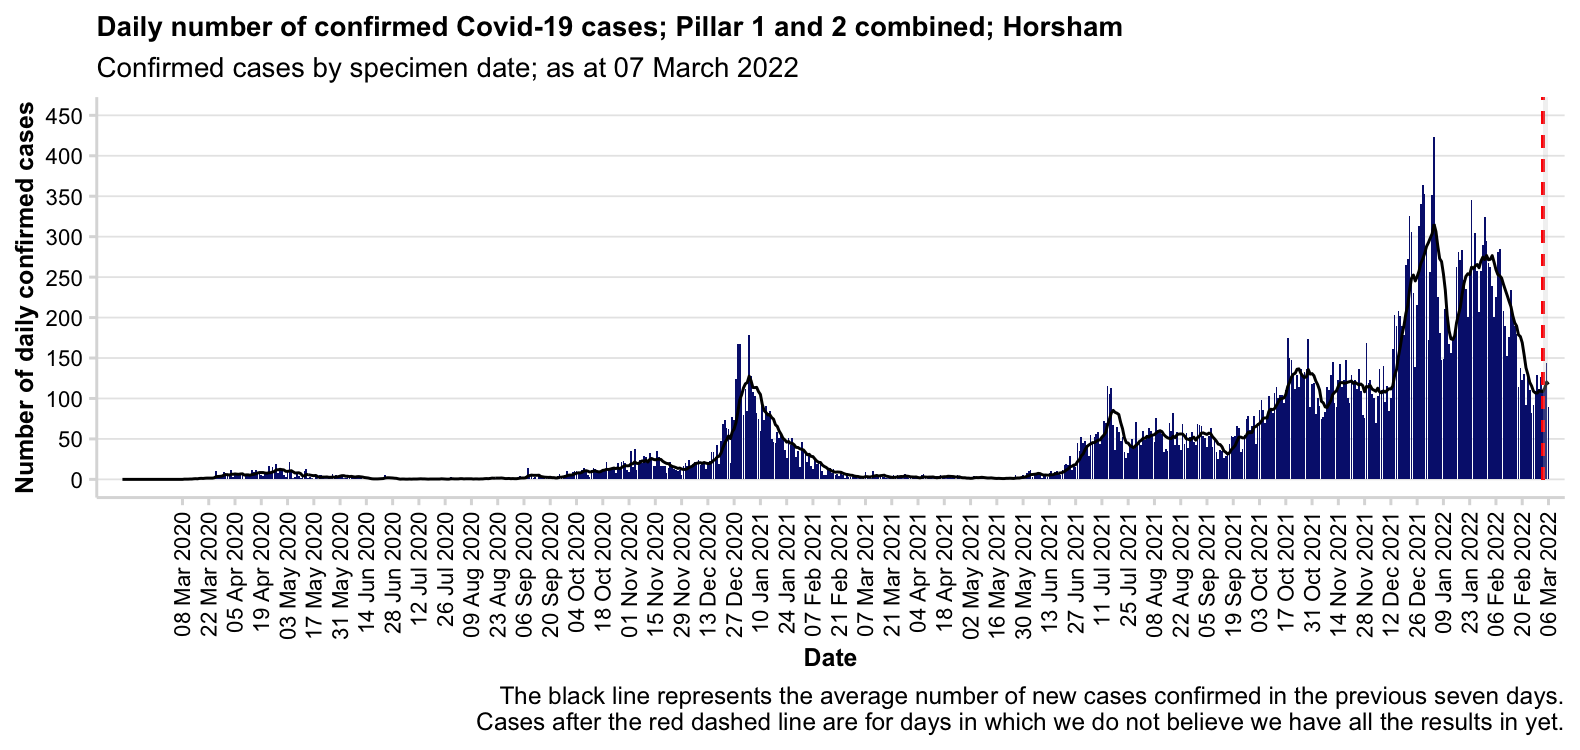 Daily number of confirmed Covid-19 cases; Pillar 1 and 2 combined; Horsham
Confirmed cases by specimen date; as at 07 March 2022
Number of daily confirmed cases
450
400
350
300
250
200
150
100
50
0
08 Mar 2020
22 Mar 2020
05 Apr 2020
19 Apr 2020
03 May 2020
17 May 2020
31 May 2020
14 Jun 2020
28 Jun 2020
12 Jul 2020
26 Jul 2020
09 Aug 2020
23 Aug 2020
06 Sep 2020
20 Sep 2020
04 Oct 2020
18 Oct 2020
01 Nov 2020
15 Nov 2020
29 Nov 2020
13 Dec 2020
27 Dec 2020
10 Jan 2021
24 Jan 2021
07 Feb 2021
21 Feb 2021
07 Mar 2021
21 Mar 2021
04 Apr 2021
18 Apr 2021
02 May 2021
16 May 2021
30 May 2021
13 Jun 2021
27 Jun 2021
11 Jul 2021
25 Jul 2021
08 Aug 2021
22 Aug 2021
05 Sep 2021
19 Sep 2021
03 Oct 2021
17 Oct 2021
31 Oct 2021
14 Nov 2021
28 Nov 2021
12 Dec 2021
26 Dec 2021
09 Jan 2022
23 Jan 2022
06 Feb 2022
20 Feb 2022
06 Mar 2022
Date
The black line represents the average number of new cases confirmed in the previous seven days.
Cases after the red dashed line are for days in which we do not believe we have all the results in yet.